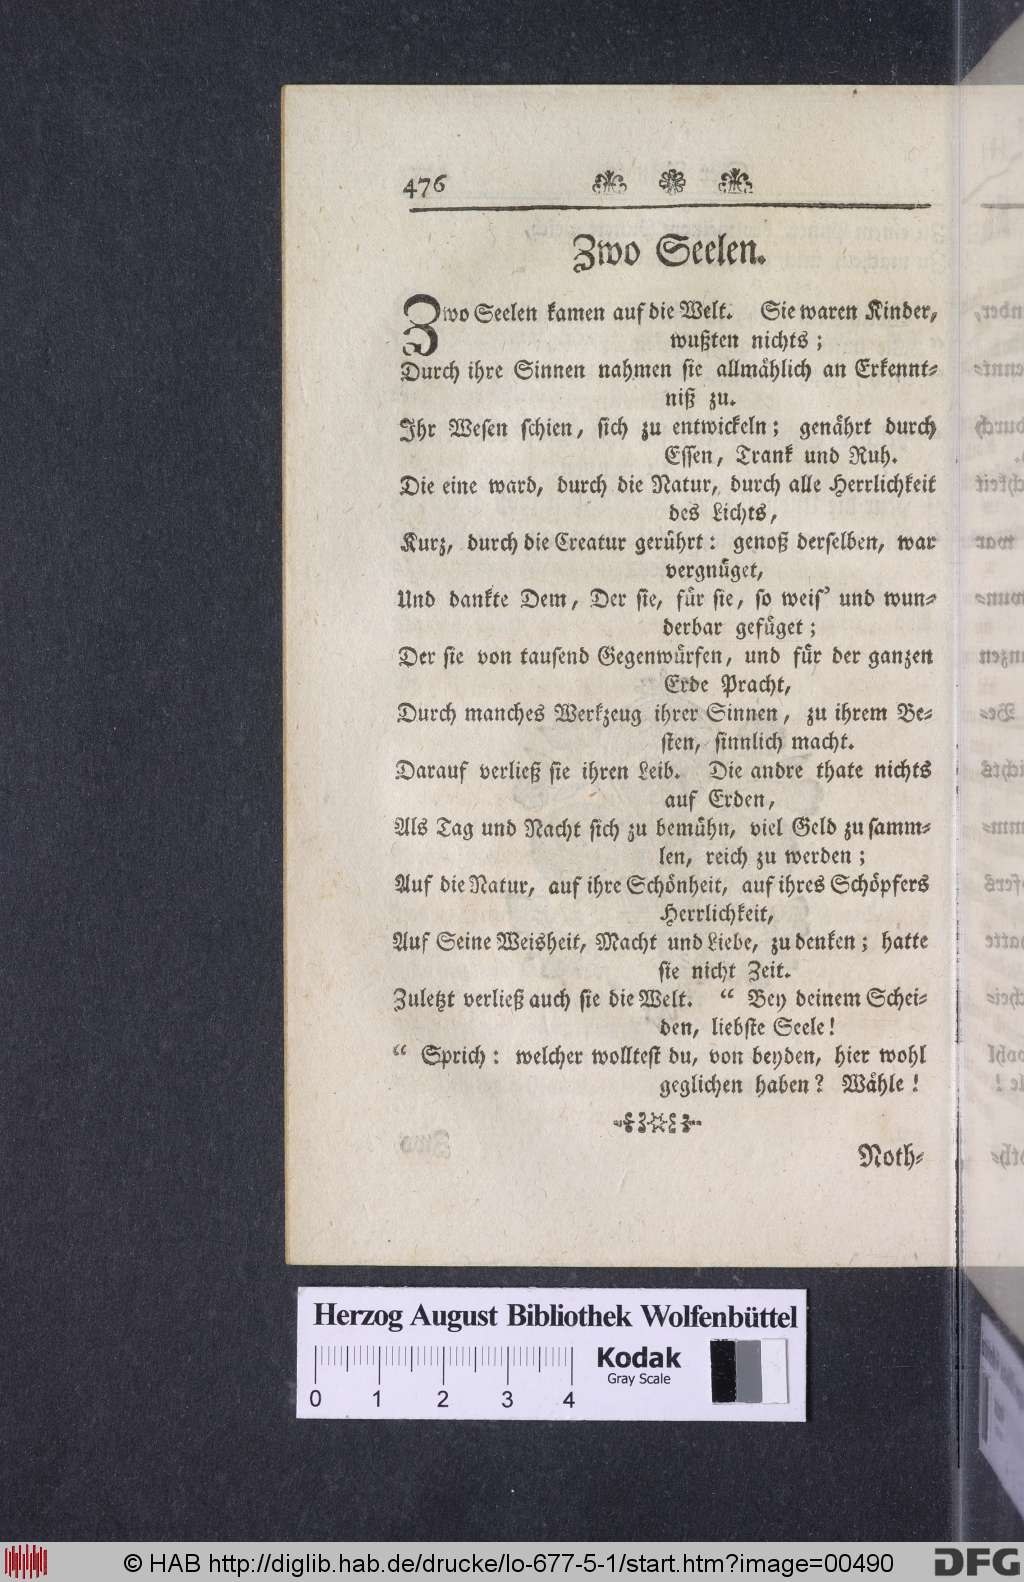 476
Zwo Seelen.
Zwo Seelen kamen auf die Welt. Sie waren Kinder,
wußten nichts;
Durch ihre Sinnen nahmen sie allmählich an Erkennt-
niß zu.
Ihr Wesen schien, sich zu entwickeln; genährt durch
Essen, Trank und Ruh.
Die eine ward, durch die Natur, durch alle Herrlichkeit
des Lichts,
Kurz, durch die Creatur gerührt: genoß derselben, war
vergnüget,
Und dankte Dem, Der sie, für sie, so weis' und wun-
derbar gefüget;
Der sie von tausend Gegenwürfen, und für der ganzen
Erde Pracht,
Durch manches Werkzeug ihrer Sinnen, zu ihrem Be-
sten, sinnlich macht.
Darauf verließ sie ihren Leib. Die andre thate nichts
auf Erden,
Als Tag und Nacht sich zu bemühn, viel Geld zu samm-
len, reich zu werden;
Auf die Natur, auf ihre Schönheit, auf ihres Schöpfers
Herrlichkeit,
Auf Seine Weisheit, Macht und Liebe, zu denken; hatte
sie nicht Zeit.
Zuletzt verließ auch sie die Welt. “ Bey deinem Schei-
den, liebste Seele!
“ Sprich: welcher wolltest du, von beyden, hier wohl
geglichen haben? Wähle!
Noth-
Herzog August Bibliothek Wolfenbüttel
Kodak
Gray Scale
0 1 2 3 4
© HAB http://diglib.hab.de/drucke/lo-677-5-1/start.htm?image=00490
DFG